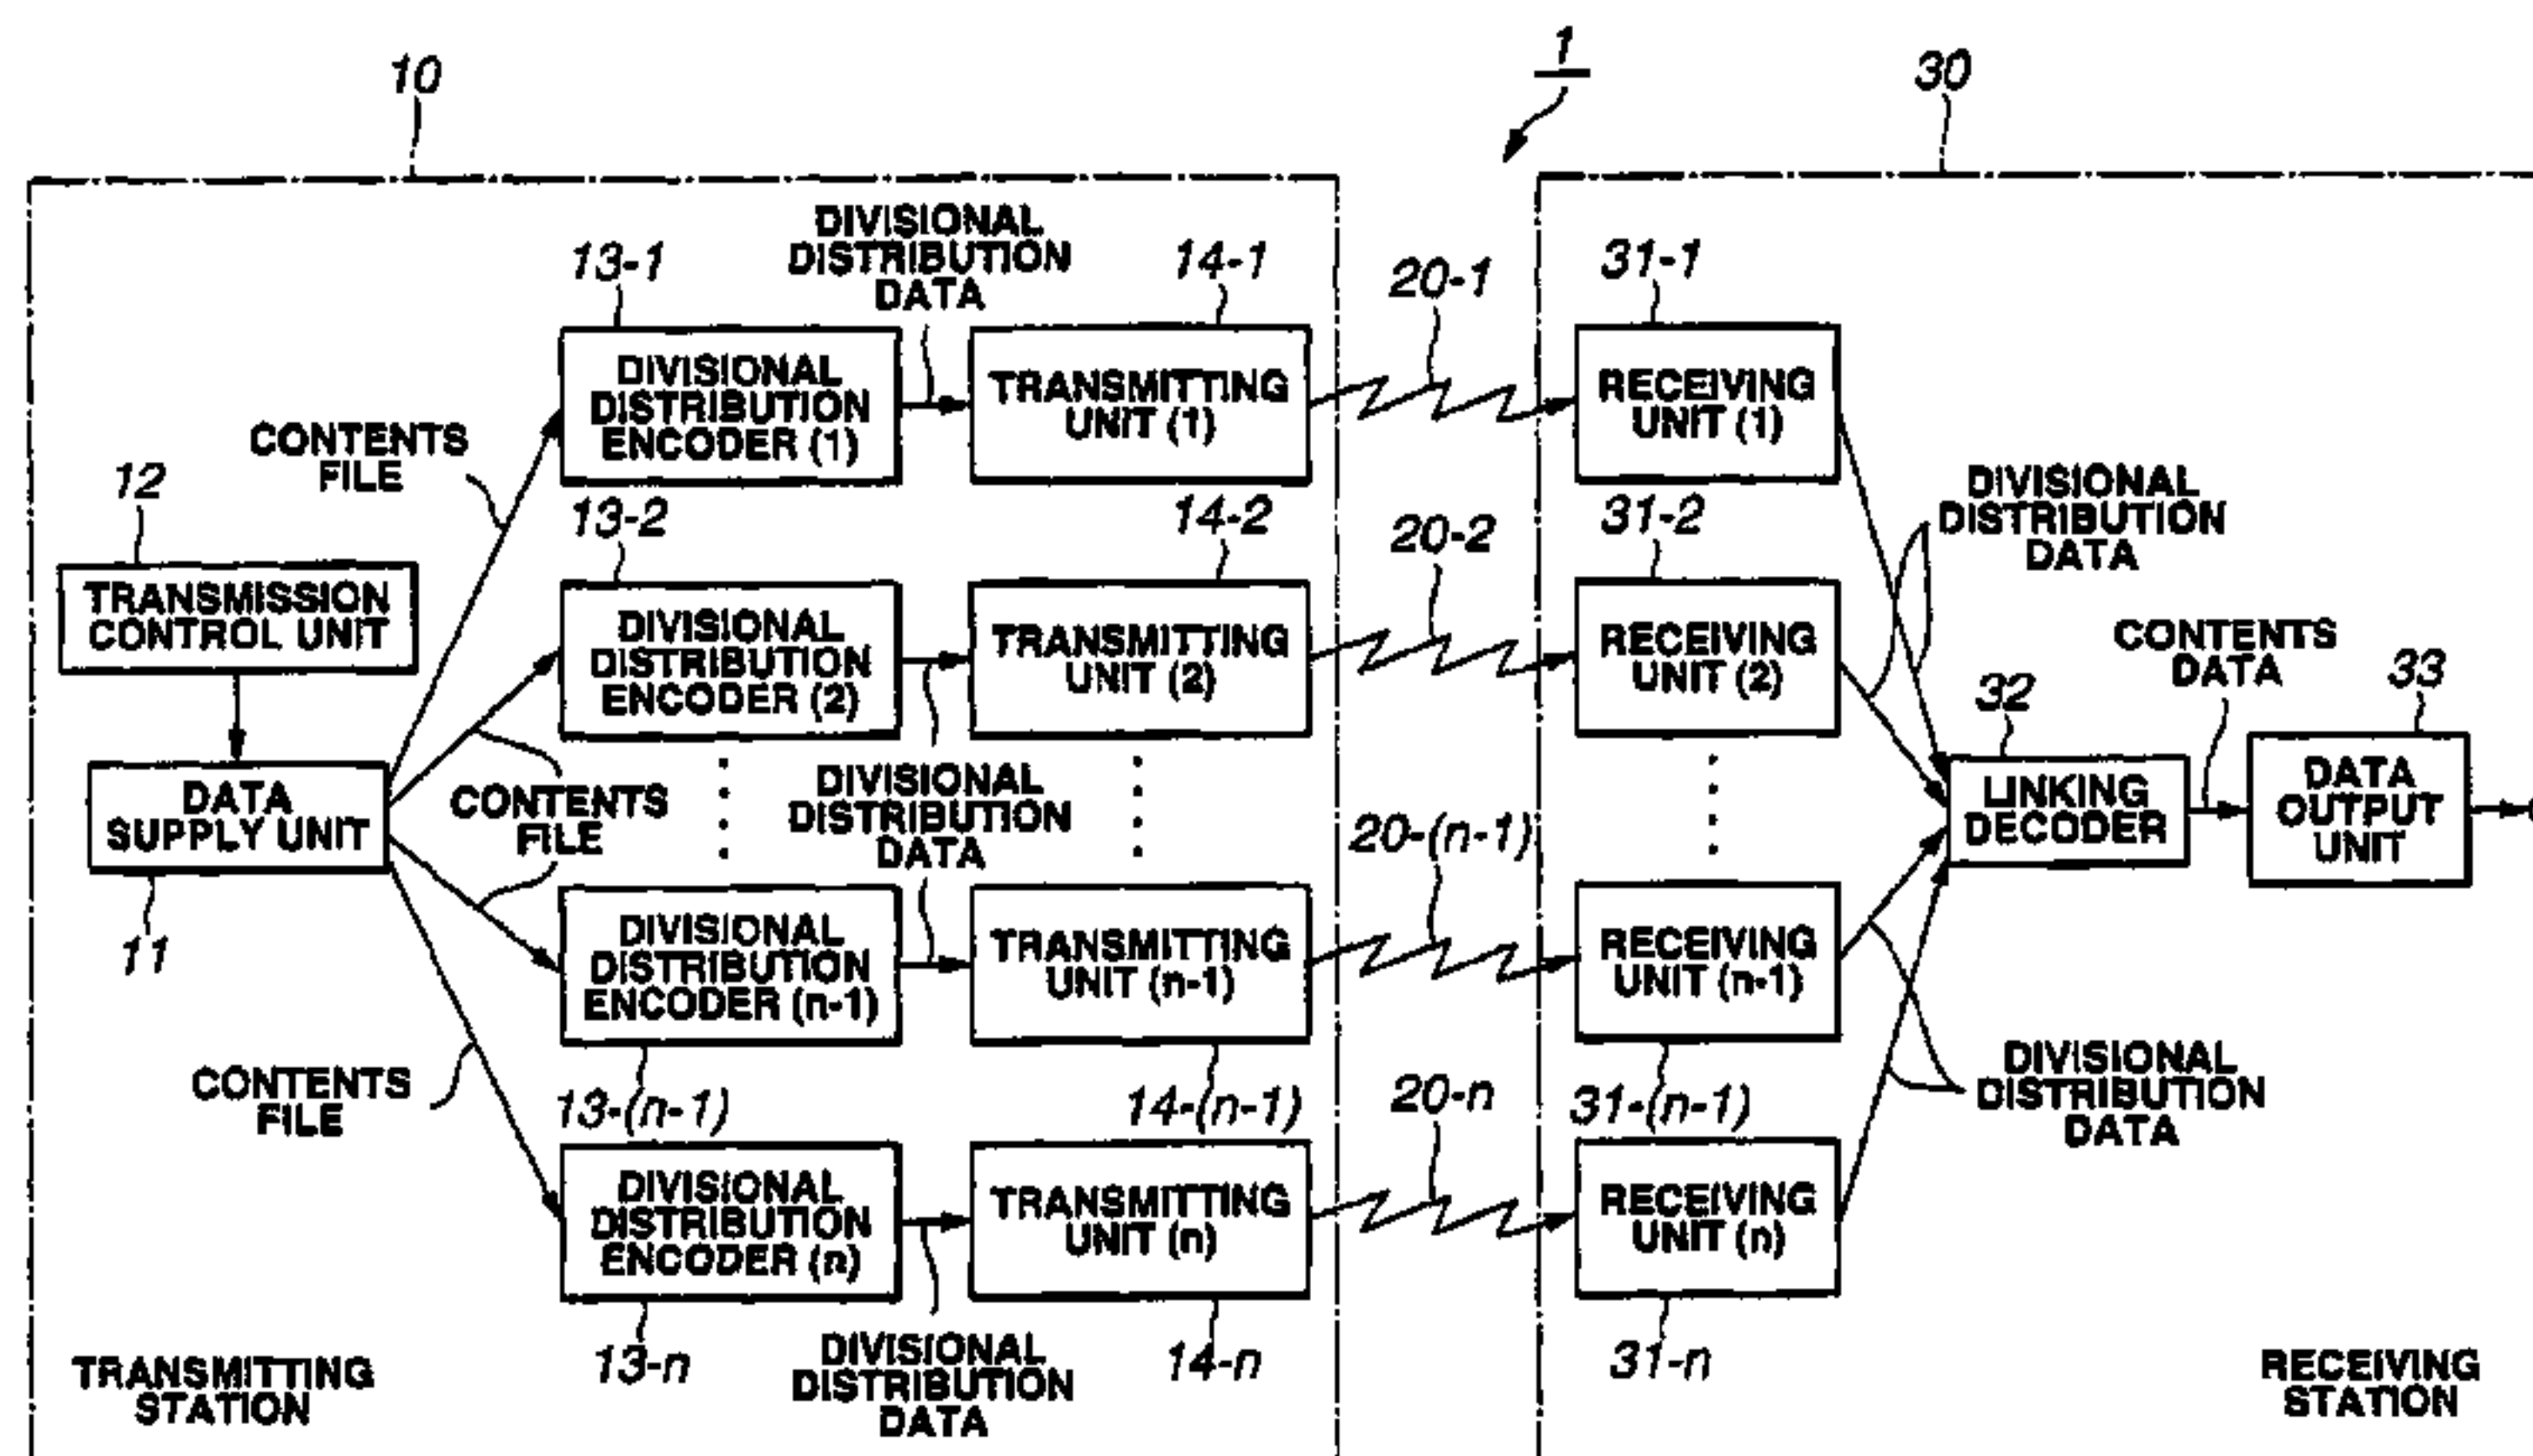 1
10
30
DIVISIONAL
DISTRIBUTION
DATA
13-1
14-1
20-1
31-1
DIVISIONAL
DISTRIBUTION
ENCODER (1)
TRANSMITTING
UNIT (1)
RECEIVING
UNIT (1)
CONTENTS
FILE
12
13-2
14-2
20-2
31-2
DIVISIONAL
DISTRIBUTION
DATA
TRANSMISSION
CONTROL UNIT
DIVISIONAL
DISTRIBUTION
ENCODER (2)
TRANSMITTING
UNIT (2)
RECEIVING
UNIT (2)
CONTENTS
DATA
32
33
DATA
SUPPLY UNIT
CONTENTS
FILE
DIVISIONAL
DISTRIBUTION
DATA
20-(n-1)
LINKING
DECODER
DATA
OUTPUT
UNIT
11
DIVISIONAL
DISTRIBUTION
ENCODER (n-1)
TRANSMITTING
UNIT (n-1)
RECEIVING
UNIT (n-1)
CONTENTS
FILE
13-(n-1)
14-(n-1)
20-n
31-(n-1)
DIVISIONAL
DISTRIBUTION
DATA
DIVISIONAL
DISTRIBUTION
ENCODER (n)
TRANSMITTING
UNIT (n)
RECEIVING
UNIT (n)
13-n
DIVISIONAL
DISTRIBUTION
DATA
14-n
31-n
TRANSMITTING
STATION
RECEIVING
STATION